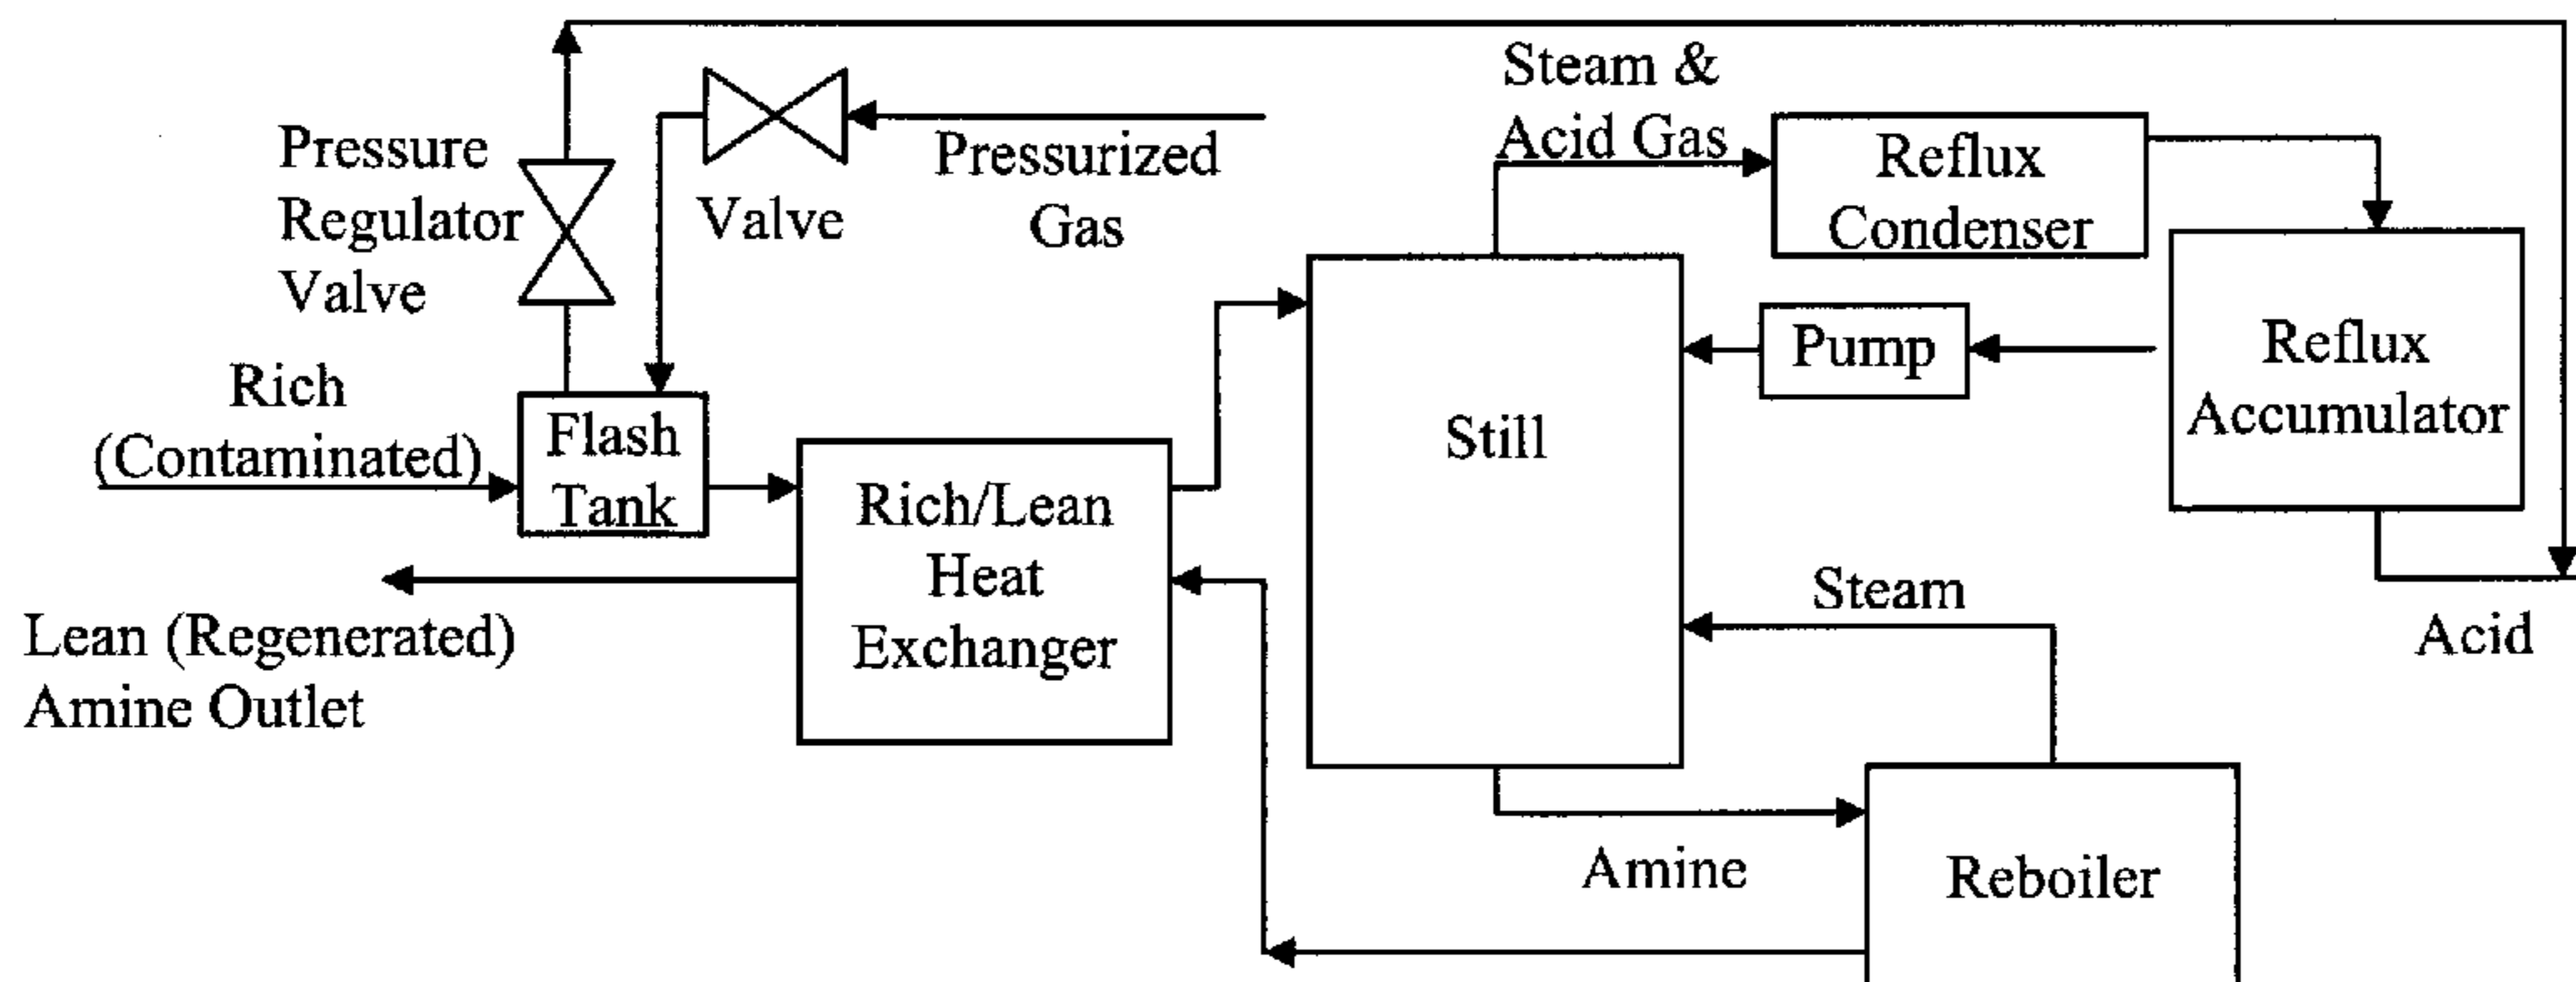 Steam &
Acid Gas
Pressure
Regulator
Valve
Valve
Pressurized
Gas
Reflux
Condenser
Rich
(Contaminated)
Flash
Tank
Rich/Lean
Heat
Exchanger
Still
Pump
Reflux
Accumulator
Lean (Regenerated)
Amine Outlet
Steam
Acid
Amine
Reboiler